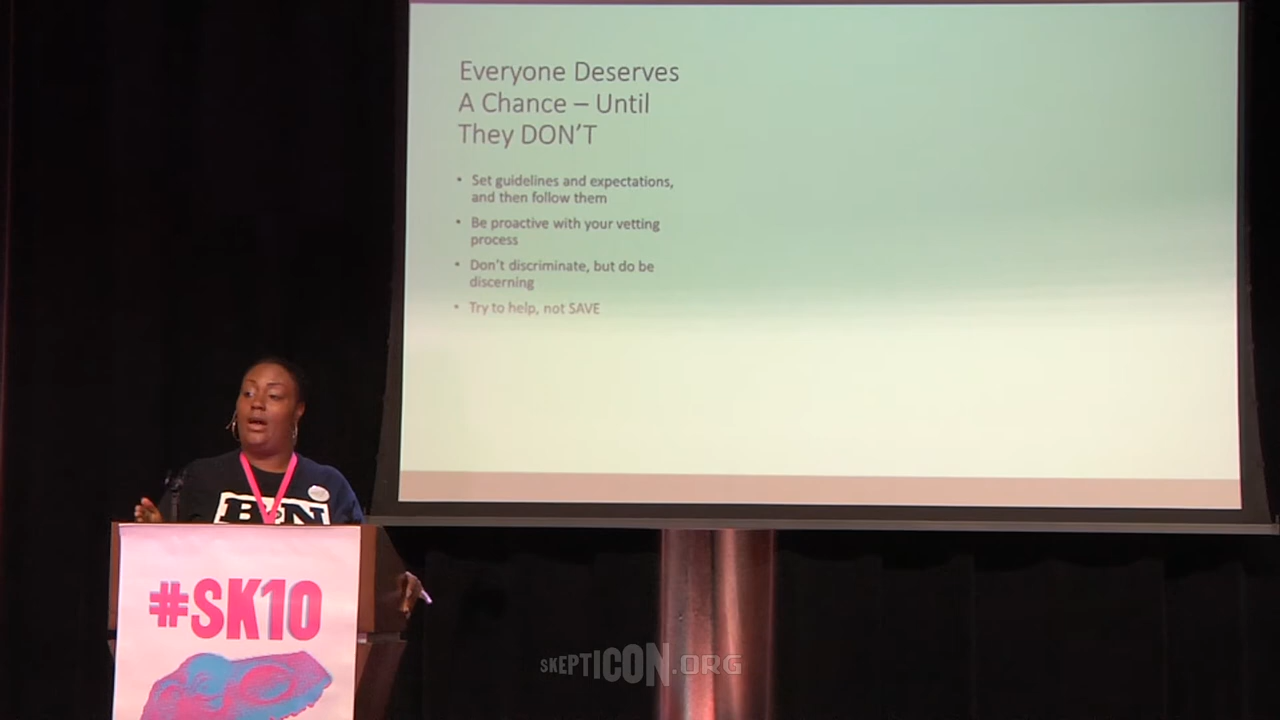 Everyone Deserves
A Chance – Until
They DON'T
• Set guidelines and expectations,
and then follow them
• Be proactive with your vetting
process
• Don't discriminate, but do be
discerning
• Try to help, not SAVE
#SK10
SKEPTICON.ORG